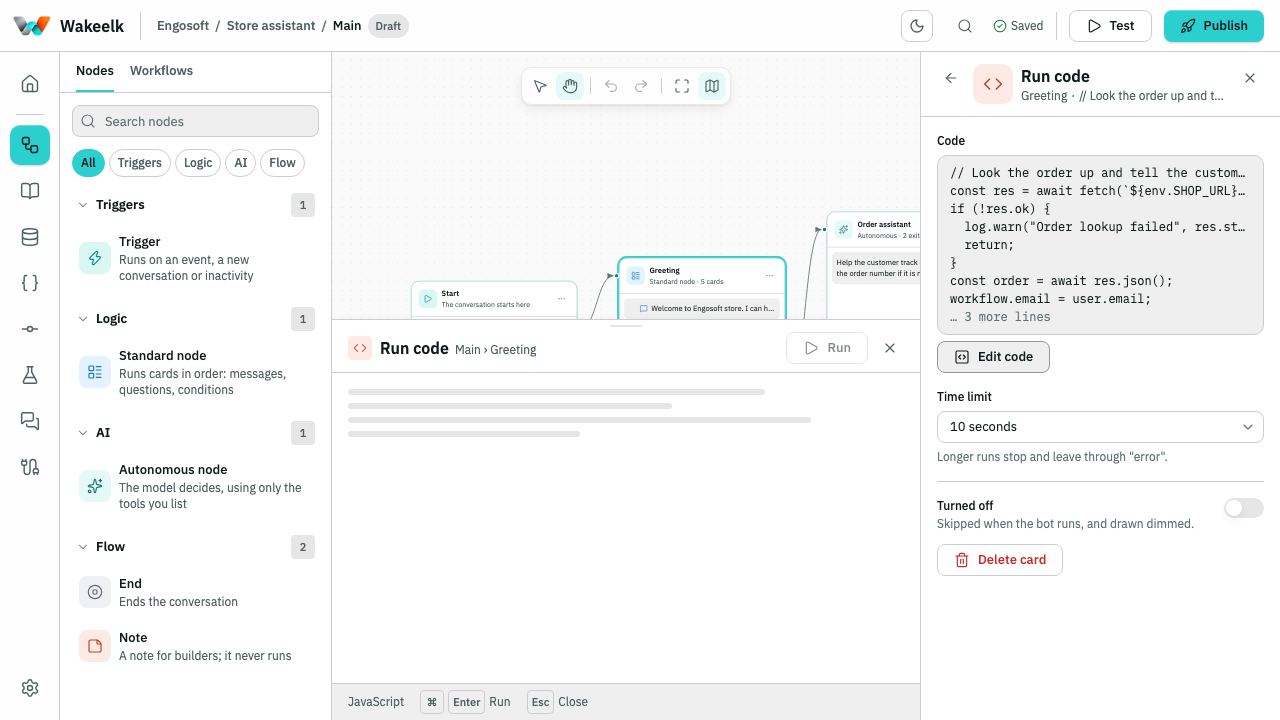 Wakeelk
Engosoft / Store assistant / Main Draft
Saved
Test
Publish
Nodes
Workflows
Search nodes
All
Triggers
Logic
AI
Flow
Triggers
1
Trigger
Runs on an event, a new
conversation or inactivity
Logic
1
Standard node
Runs cards in order: messages,
questions, conditions
AI
1
Autonomous node
The model decides, using only the
tools you list
Flow
2
End
Ends the conversation
Note
A note for builders; it never runs
Start
The conversation starts here
Greeting
Standard node · 5 cards
Welcome to Engosoft store. I can h...
Order assistant
Autonomous · 2 exit
Help the customer track
the order number if it is n
Run code
Main › Greeting
Run
JavaScript
⌘ Enter Run
Esc Close
Run code
Greeting · // Look the order up and t...
Code
// Look the order up and tell the custom…
const res = await fetch(`${env.SHOP_URL}…
if (!res.ok) {
  log.warn("Order lookup failed", res.st…
  return;
}
const order = await res.json();
workflow.email = user.email;
… 3 more lines
Edit code
Time limit
10 seconds
Longer runs stop and leave through "error".
Turned off
Skipped when the bot runs, and drawn dimmed.
Delete card